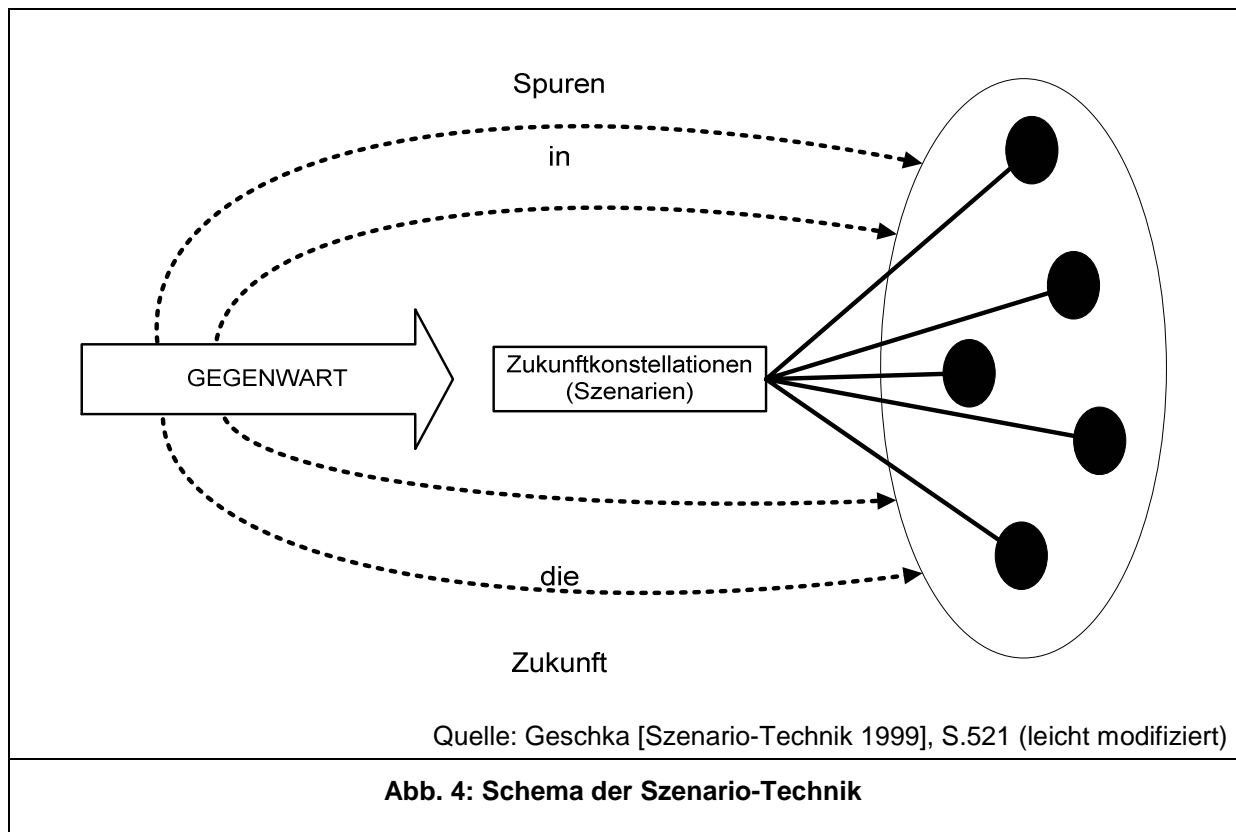 Spuren
in
GEGENWART
Zukunftkonstellationen
(Szenarien)
die
Zukunft
Quelle: Geschka [Szenario-Technik 1999], S.521 (leicht modifiziert)
Abb. 4: Schema der Szenario-Technik